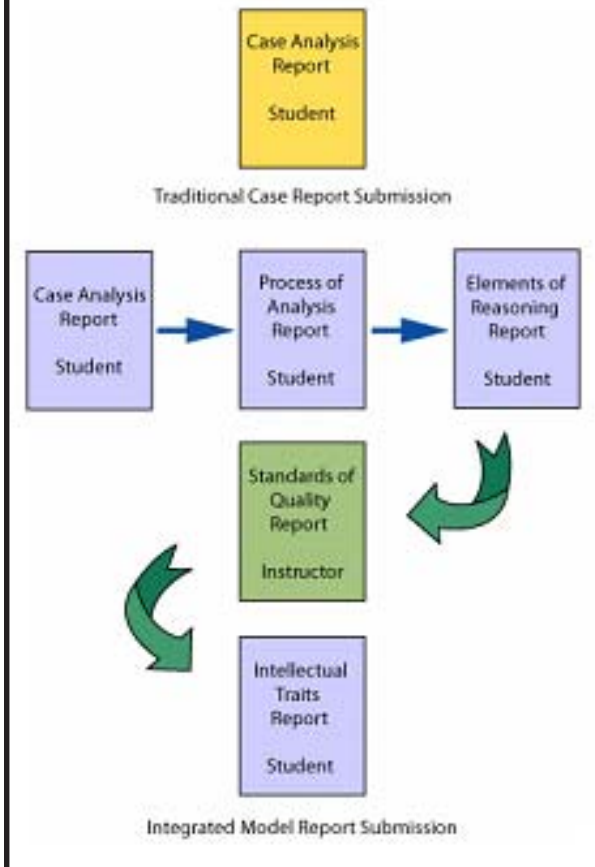 Case Analysis
Report
Student
Traditional Case Report Submission
Case Analysis
Report
Student
Process of
Analysis
Report
Student
Elements of
Reasoning
Report
Student
Standards of
Quality
Report
Instructor
Intellectual
Traits
Report
Student
Integrated Model Report Submission